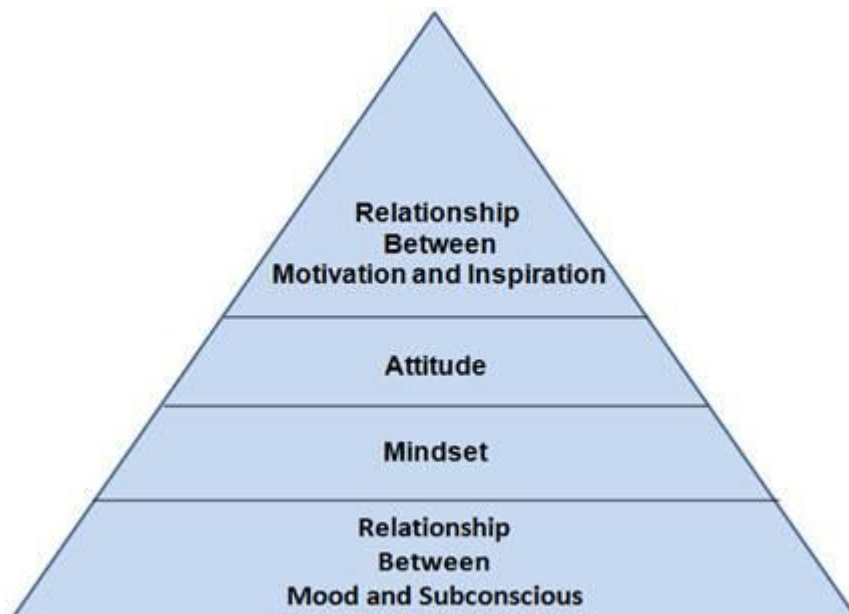 Relationship
Between
Motivation and Inspiration
Attitude
Mindset
Relationship
Between
Mood and Subconscious